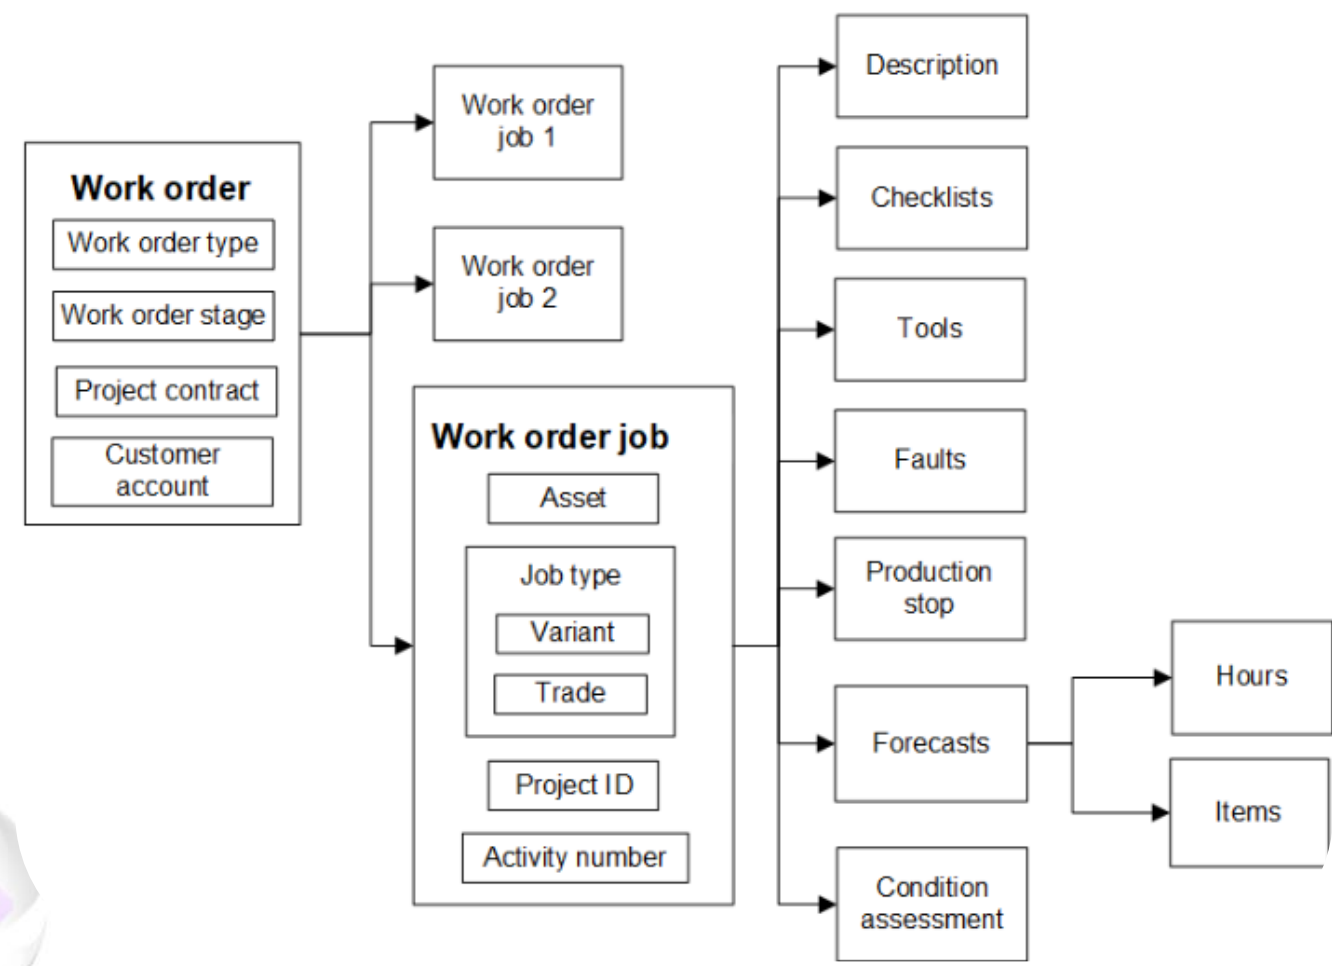 Work order
Work order type
Work order stage
Project contract
Customer
account
Work order
job 1
Work order
job 2
Work order job
Asset
Job type
Variant
Trade
Project ID
Activity number
Description
Checklists
Tools
Faults
Production
stop
Forecasts
Condition
assessment
Hours
Items